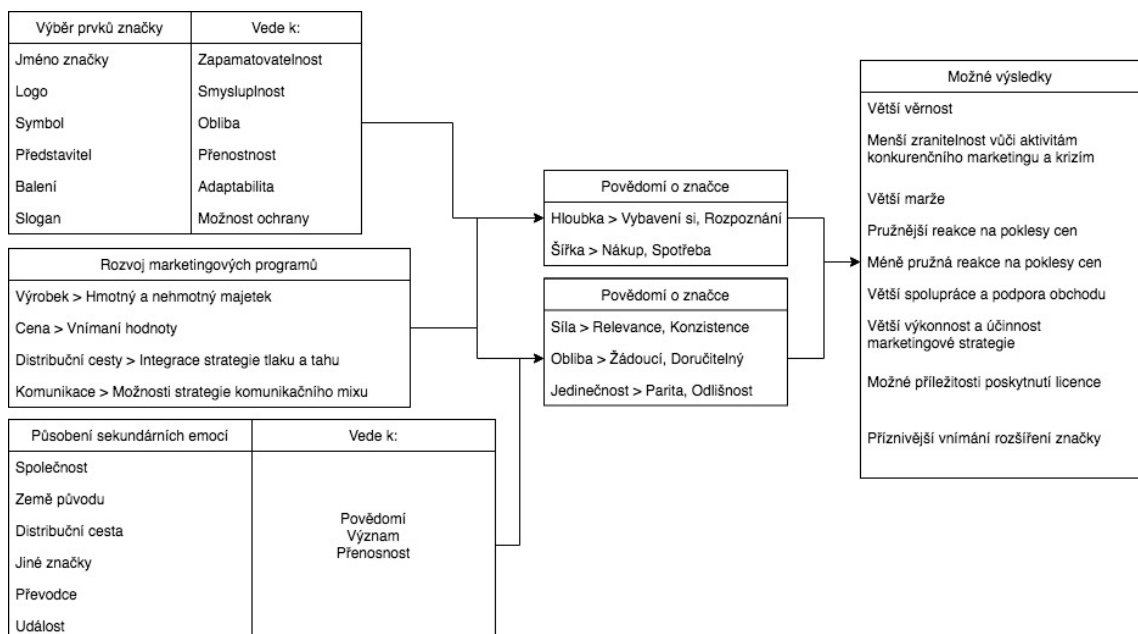 Výběr prvků značky
Vede k:
Jméno značky
Zapamatovatelnost
Logo
Smysluplnost
Symbol
Obliba
Představitel
Přenostnost
Balení
Adaptabilita
Slogan
Možnost ochrany
Rozvoj marketingových programů
Výrobek > Hmotný a nehmotný majetek
Cena > Vnímaní hodnoty
Distribuční cesty > Integrace strategie tlaku a tahu
Komunikace > Možnosti strategie komunikačního mixu
Působení sekundárních emocí
Vede k:
Společnost
Země původu
Distribuční cesta
Jiné značky
Převodce
Událost
Povědomí
Význam
Přenosnost
Povědomí o značce
Hloubka > Vybavení si, Rozpoznání
Šířka > Nákup, Spotřeba
Povědomí o značce
Síla > Relevance, Konzistence
Obliba > Žádoucí, Doručitelný
Jedinečnost > Parita, Odlišnost
Možné výsledky
Větší věrnost
Menší zranitelnost vůči aktivitám
konkurenčního marketingu a krizím
Větší marže
Pružnější reakce na poklesy cen
Méně pružná reakce na poklesy cen
Větší spolupráce a podpora obchodu
Větší výkonnost a účinnost
marketingové strategie
Možné příležitosti poskytnutí licence
Příznivější vnímání rozšíření značky